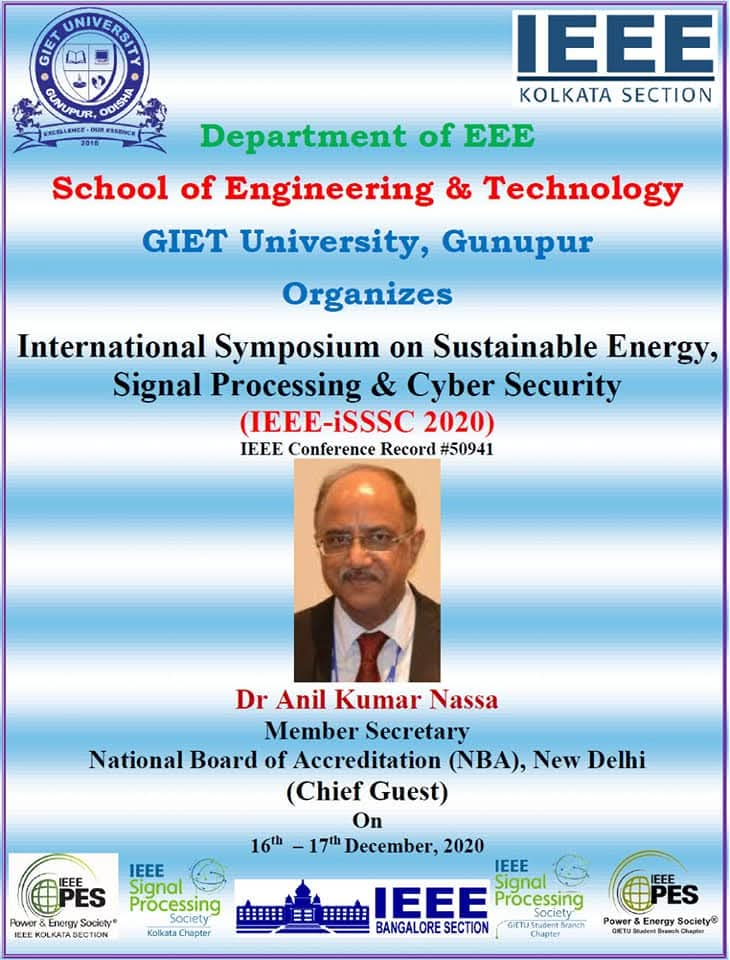 GIET UNIVERSITY
GUNUPUR, ODISHA
EXCELLENCE - OUR ESSENCE
2018
IEEE
KOLKATA SECTION
Department of EEE
School of Engineering & Technology
GIET University, Gunupur
Organizes
International Symposium on Sustainable Energy,
Signal Processing & Cyber Security
(IEEE-iSSSC 2020)
IEEE Conference Record #50941
Dr Anil Kumar Nassa
Member Secretary
National Board of Accreditation (NBA), New Delhi
(Chief Guest)
On
16th – 17th December, 2020
IEEE
PES
Power & Energy Society®
IEEE KOLKATA SECTION
IEEE
Signal
Processing
Society
Kolkata Chapter
IEEE
BANGALORE SECTION
IEEE
Signal
Processing
Society
GIETU Student Branch
Chapter
IEEE
PES
Power & Energy Society®
GIETU Student Branch Chapter